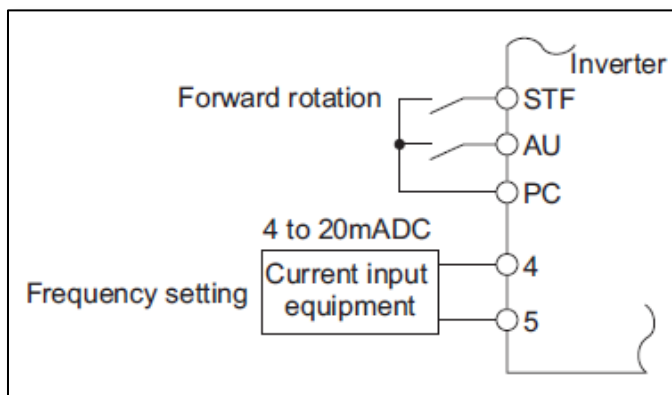 Inverter
Forward rotation
STF
AU
PC
4 to 20mADC
Frequency setting
Current input
equipment
4
5